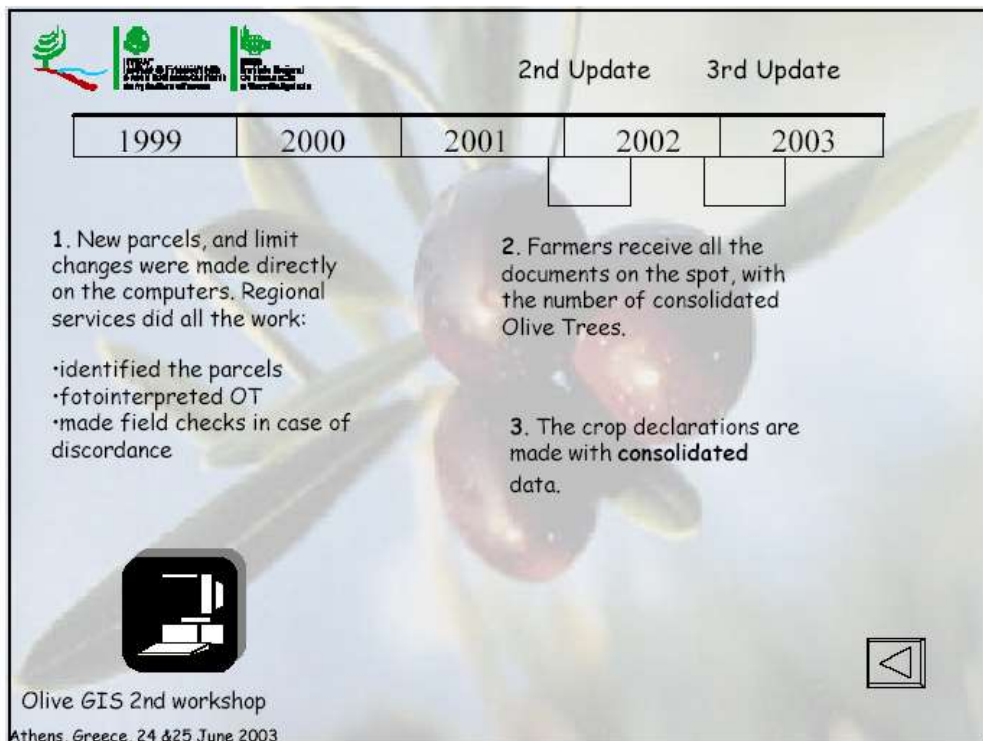 2nd Update 3rd Update
1999 2000 2001 2002 2003
1. New parcels, and limit
changes were made directly
on the computers. Regional
services did all the work:
•identified the parcels
•fotointerpreted OT
•made field checks in case of
discordance
2. Farmers receive all the
documents on the spot, with
the number of consolidated
Olive Trees.
3. The crop declarations are
made with consolidated
data.
Olive GIS 2nd workshop
Athens, Greece, 24 &25 June 2003